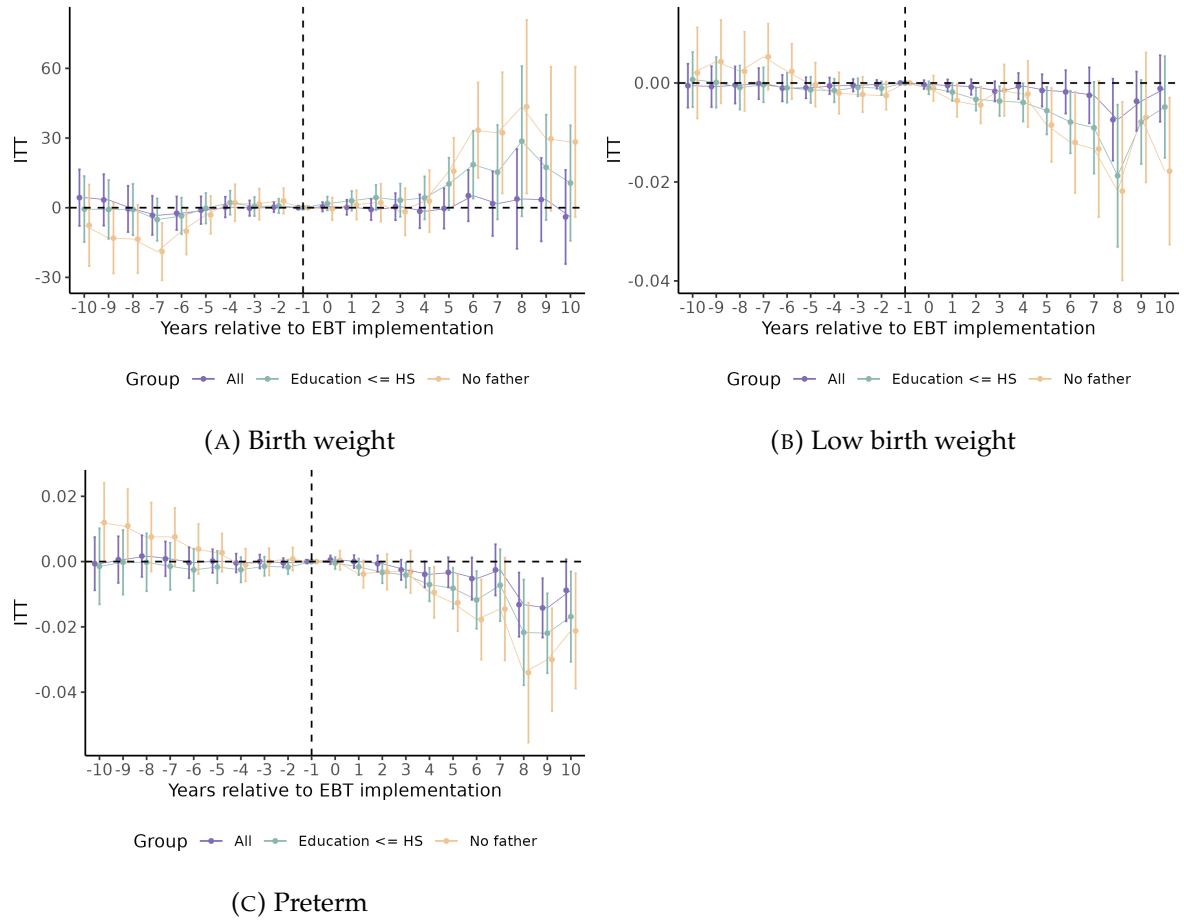 60
30
0
-30
ITT
-10 -9 -8 -7 -6 -5 -4 -3 -2 -1 0 1 2 3 4 5 6 7 8 9 10
Years relative to EBT implementation
Group All Education <= HS No father
(A) Birth weight
0.00
-0.02
-0.04
ITT
-10 -9 -8 -7 -6 -5 -4 -3 -2 -1 0 1 2 3 4 5 6 7 8 9 10
Years relative to EBT implementation
Group All Education <= HS No father
(B) Low birth weight
0.02
0.00
-0.02
-0.04
ITT
-10 -9 -8 -7 -6 -5 -4 -3 -2 -1 0 1 2 3 4 5 6 7 8 9 10
Years relative to EBT implementation
Group All Education <= HS No father
(C) Preterm